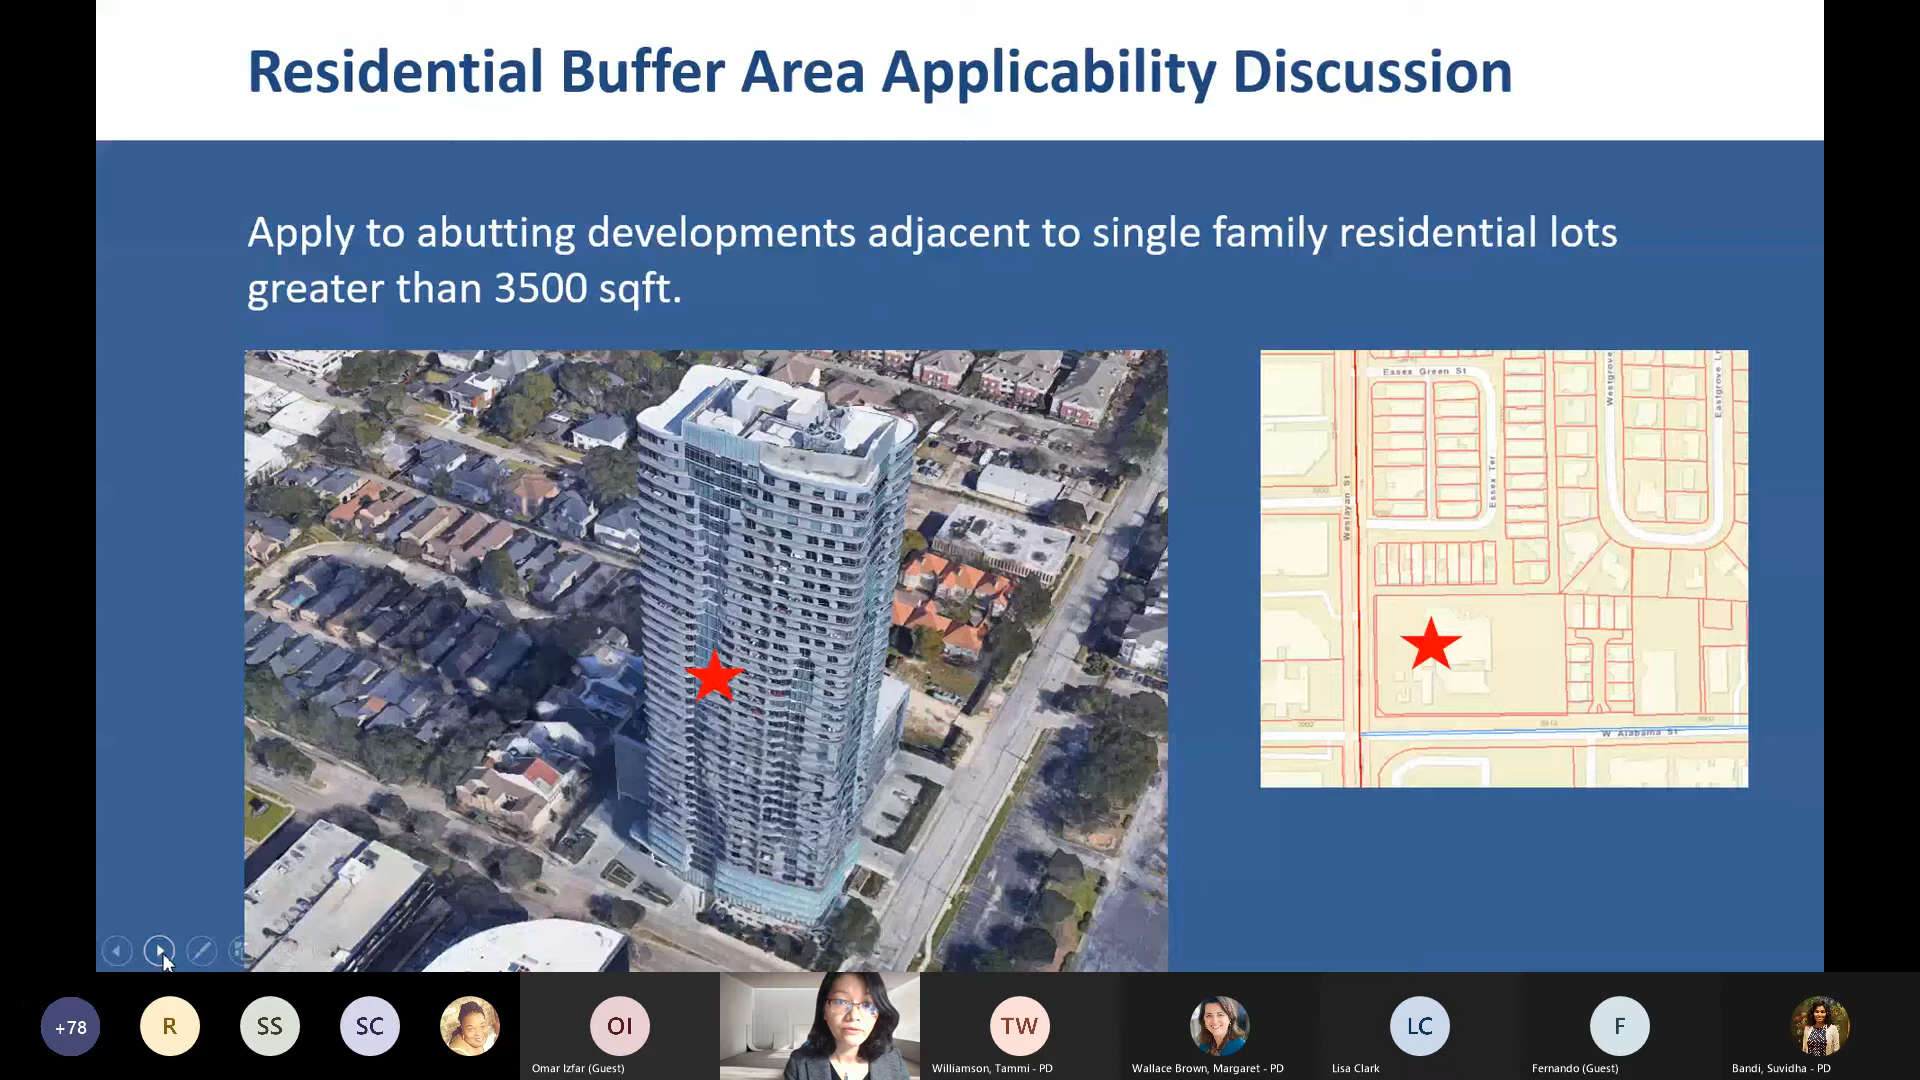 Residential Buffer Area Applicability Discussion
Apply to abutting developments adjacent to single family residential lots
greater than 3500 sqft.
Essex Green St
Westgrove
Eastgrove Ln
Weslayan St
Essex Ter
W Alabama St
+78
R
SS
SC
OI
TW
LC
F
Omar Izfar (Guest)
Williamson, Tammi - PD
Wallace Brown, Margaret - PD
Lisa Clark
Fernando (Guest)
Bandi, Suvidha - PD